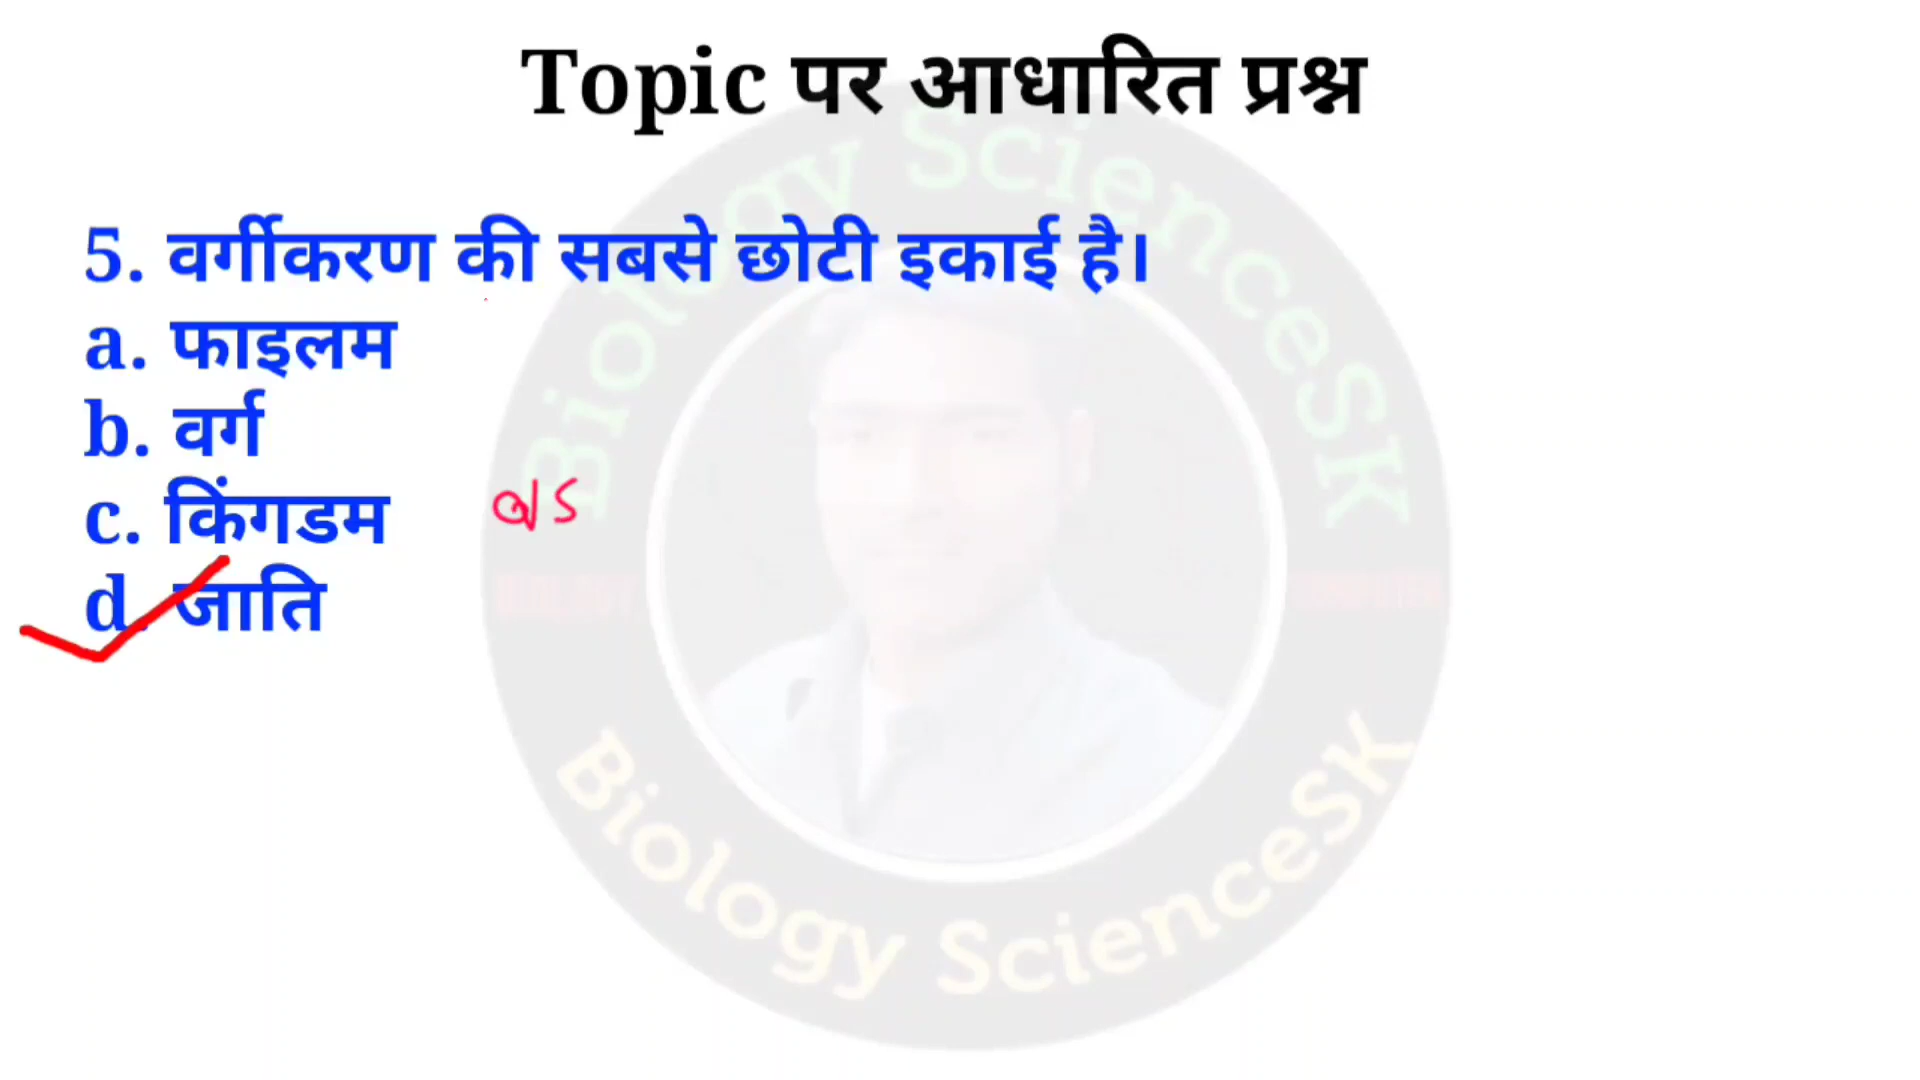 Topic पर आधारित प्रश्न
5. वर्गीकरण की सबसे छोटी इकाई है।
a. फाइलम
b. वर्ग
c. किंगडम
d. जाति
Biology ScienceSK
Biology ScienceSK